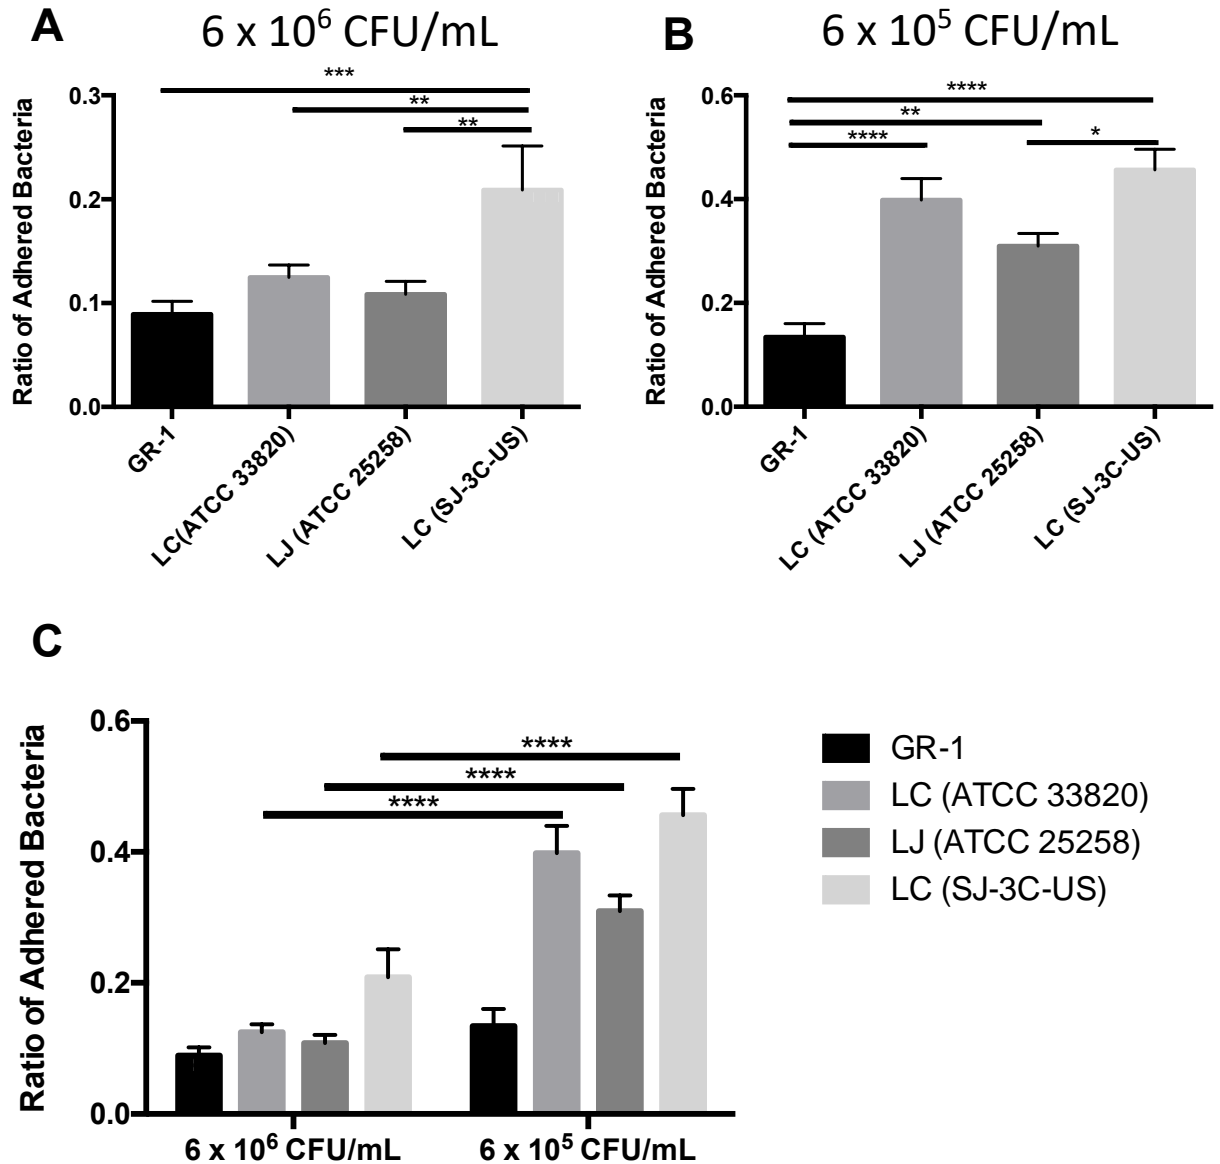 A
6 x 10⁶ CFU/mL
***
**
**
Ratio of Adhered Bacteria
0.3
0.2
0.1
0.0
GR-1
LC(ATCC 33820)
LJ (ATCC 25258)
LC (SJ-3C-US)
B
6 x 10⁵ CFU/mL
****
**
****
*
Ratio of Adhered Bacteria
0.6
0.4
0.2
0.0
GR-1
LC (ATCC 33820)
LJ (ATCC 25258)
LC (SJ-3C-US)
C
****
****
****
Ratio of Adhered Bacteria
0.6
0.4
0.2
0.0
6 x 10⁶ CFU/mL
6 x 10⁵ CFU/mL
GR-1
LC (ATCC 33820)
LJ (ATCC 25258)
LC (SJ-3C-US)